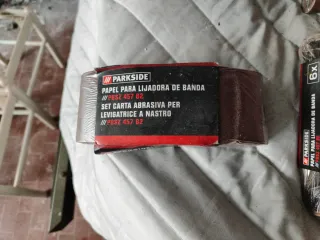 /// PARKSIDE
PAPEL PARA LIJADORA DE BANDA
SET CARTA ABRASIVA PER
LEVIGATRICE A NASTRO
6x
/// PARKSIDE
PAPEL PARA LIJADORA DE BANDA